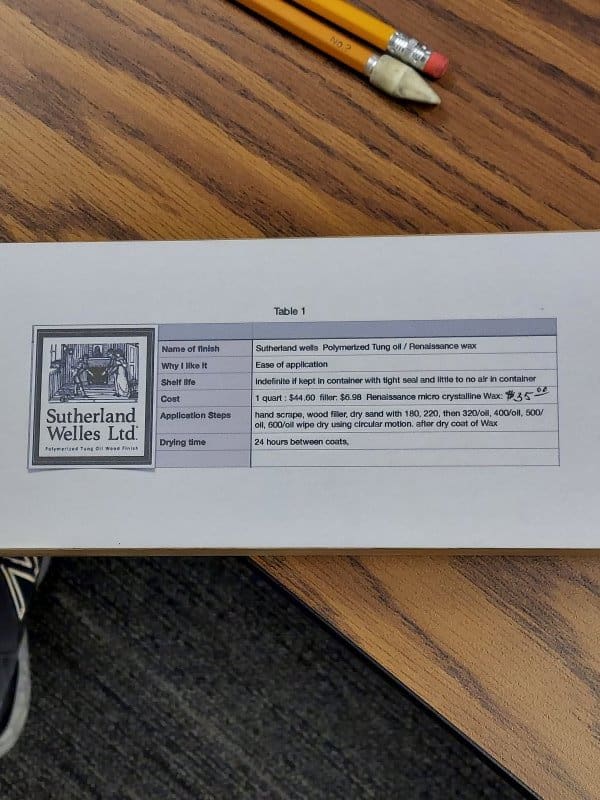 No 2
Table 1
Name of finish Sutherland wells Polymerized Tung oil / Renaissance wax
Why I like it Ease of application
Shelf life indefinite if kept in container with tight seal and little to no air in container
Cost 1 quart : $44.60 filler: $6.98 Renaissance micro crystalline Wax: $35.00
Application Steps hand scrape, wood filler, dry sand with 180, 220, then 320/oil, 400/oil, 500/
oil, 600/oil wipe dry using circular motion. after dry coat of Wax
Drying time 24 hours between coats,
Sutherland
Welles Ltd.
Polymerized Tung Oil Wood Finish